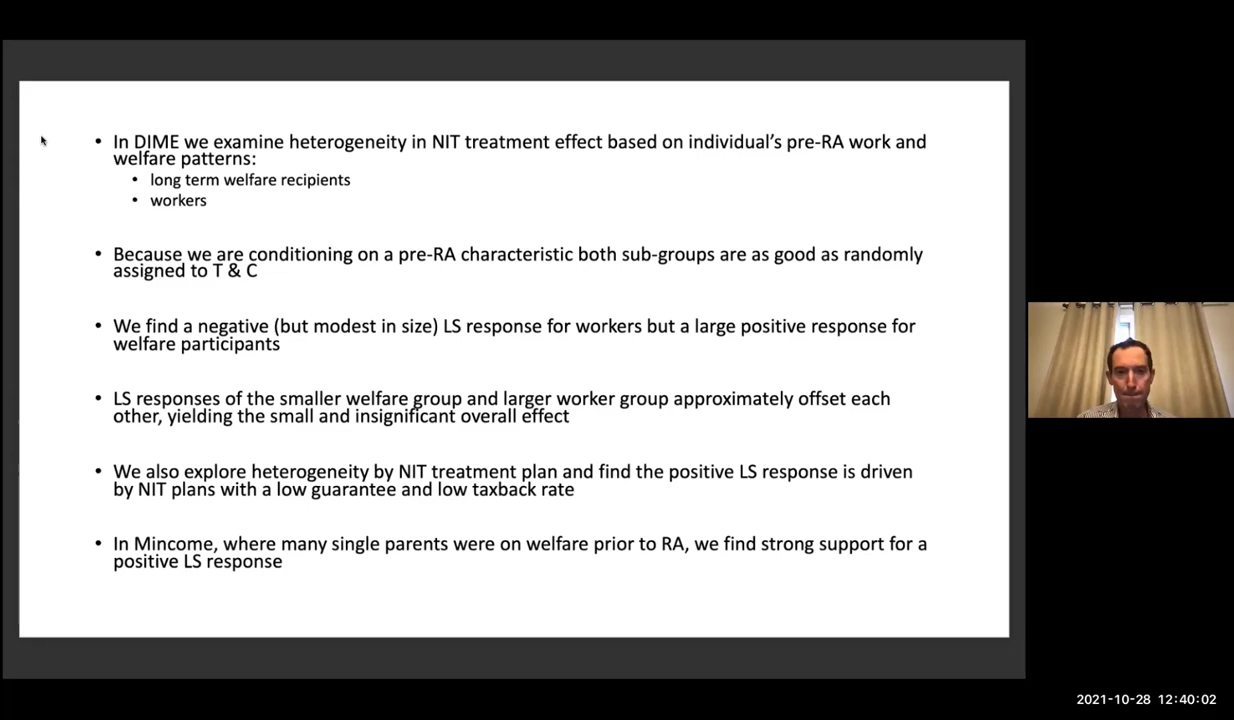 • In DIME we examine heterogeneity in NIT treatment effect based on individual’s pre-RA work and
welfare patterns:
• long term welfare recipients
• workers
• Because we are conditioning on a pre-RA characteristic both sub-groups are as good as randomly
assigned to T & C
• We find a negative (but modest in size) LS response for workers but a large positive response for
welfare participants
• LS responses of the smaller welfare group and larger worker group approximately offset each
other, yielding the small and insignificant overall effect
• We also explore heterogeneity by NIT treatment plan and find the positive LS response is driven
by NIT plans with a low guarantee and low taxback rate
• In Mincome, where many single parents were on welfare prior to RA, we find strong support for a
positive LS response
2021-10-28 12:40:02